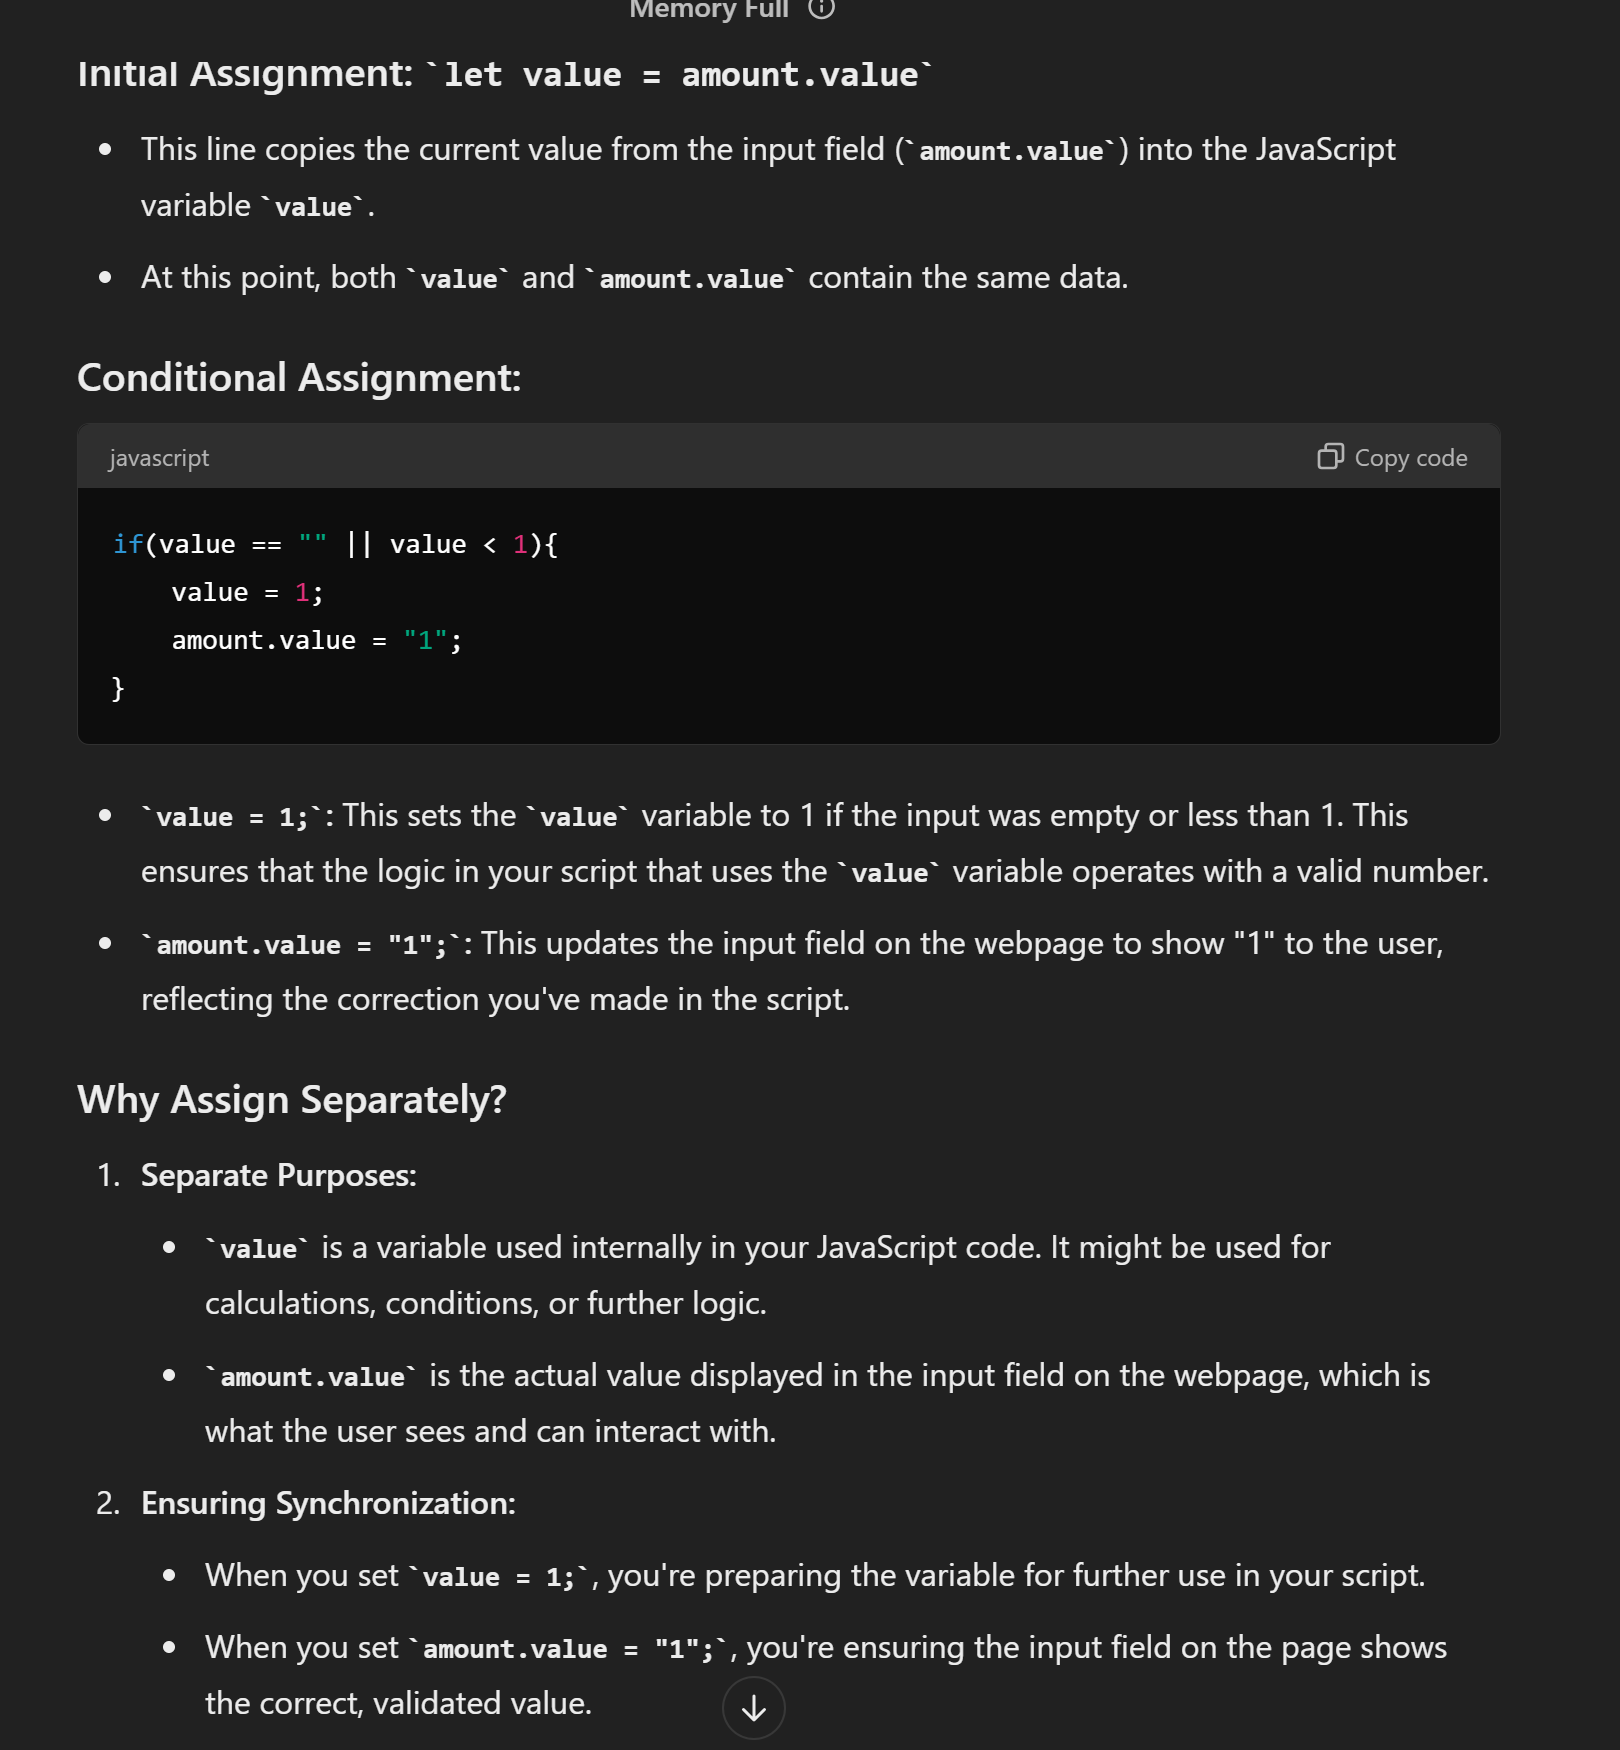 Memory Full
Initial Assignment: `let value = amount.value`
This line copies the current value from the input field (`amount.value`) into the JavaScript
variable `value`.
At this point, both `value` and `amount.value` contain the same data.
Conditional Assignment:
javascript
Copy code
if(value == "" || value < 1){
    value = 1;
    amount.value = "1";
}
`value = 1;`: This sets the `value` variable to 1 if the input was empty or less than 1. This
ensures that the logic in your script that uses the `value` variable operates with a valid number.
`amount.value = "1";`: This updates the input field on the webpage to show "1" to the user,
reflecting the correction you've made in the script.
Why Assign Separately?
1. Separate Purposes:
`value` is a variable used internally in your JavaScript code. It might be used for
calculations, conditions, or further logic.
`amount.value` is the actual value displayed in the input field on the webpage, which is
what the user sees and can interact with.
2. Ensuring Synchronization:
When you set `value = 1;`, you're preparing the variable for further use in your script.
When you set `amount.value = "1";`, you're ensuring the input field on the page shows
the correct, validated value.